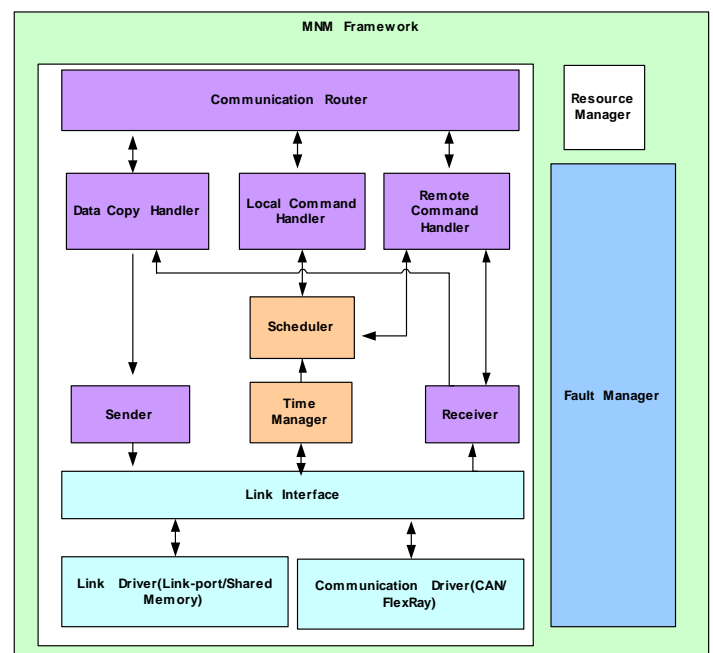 MNM Framework
Communication Router
Resource
Manager
Data Copy Handler
Local Command
Handler
Remote
Command
Handler
Scheduler
Fault Manager
Sender
Time
Manager
Receiver
Link Interface
Link Driver(Link-port/Shared
Memory)
Communication Driver(CAN/
FlexRay)